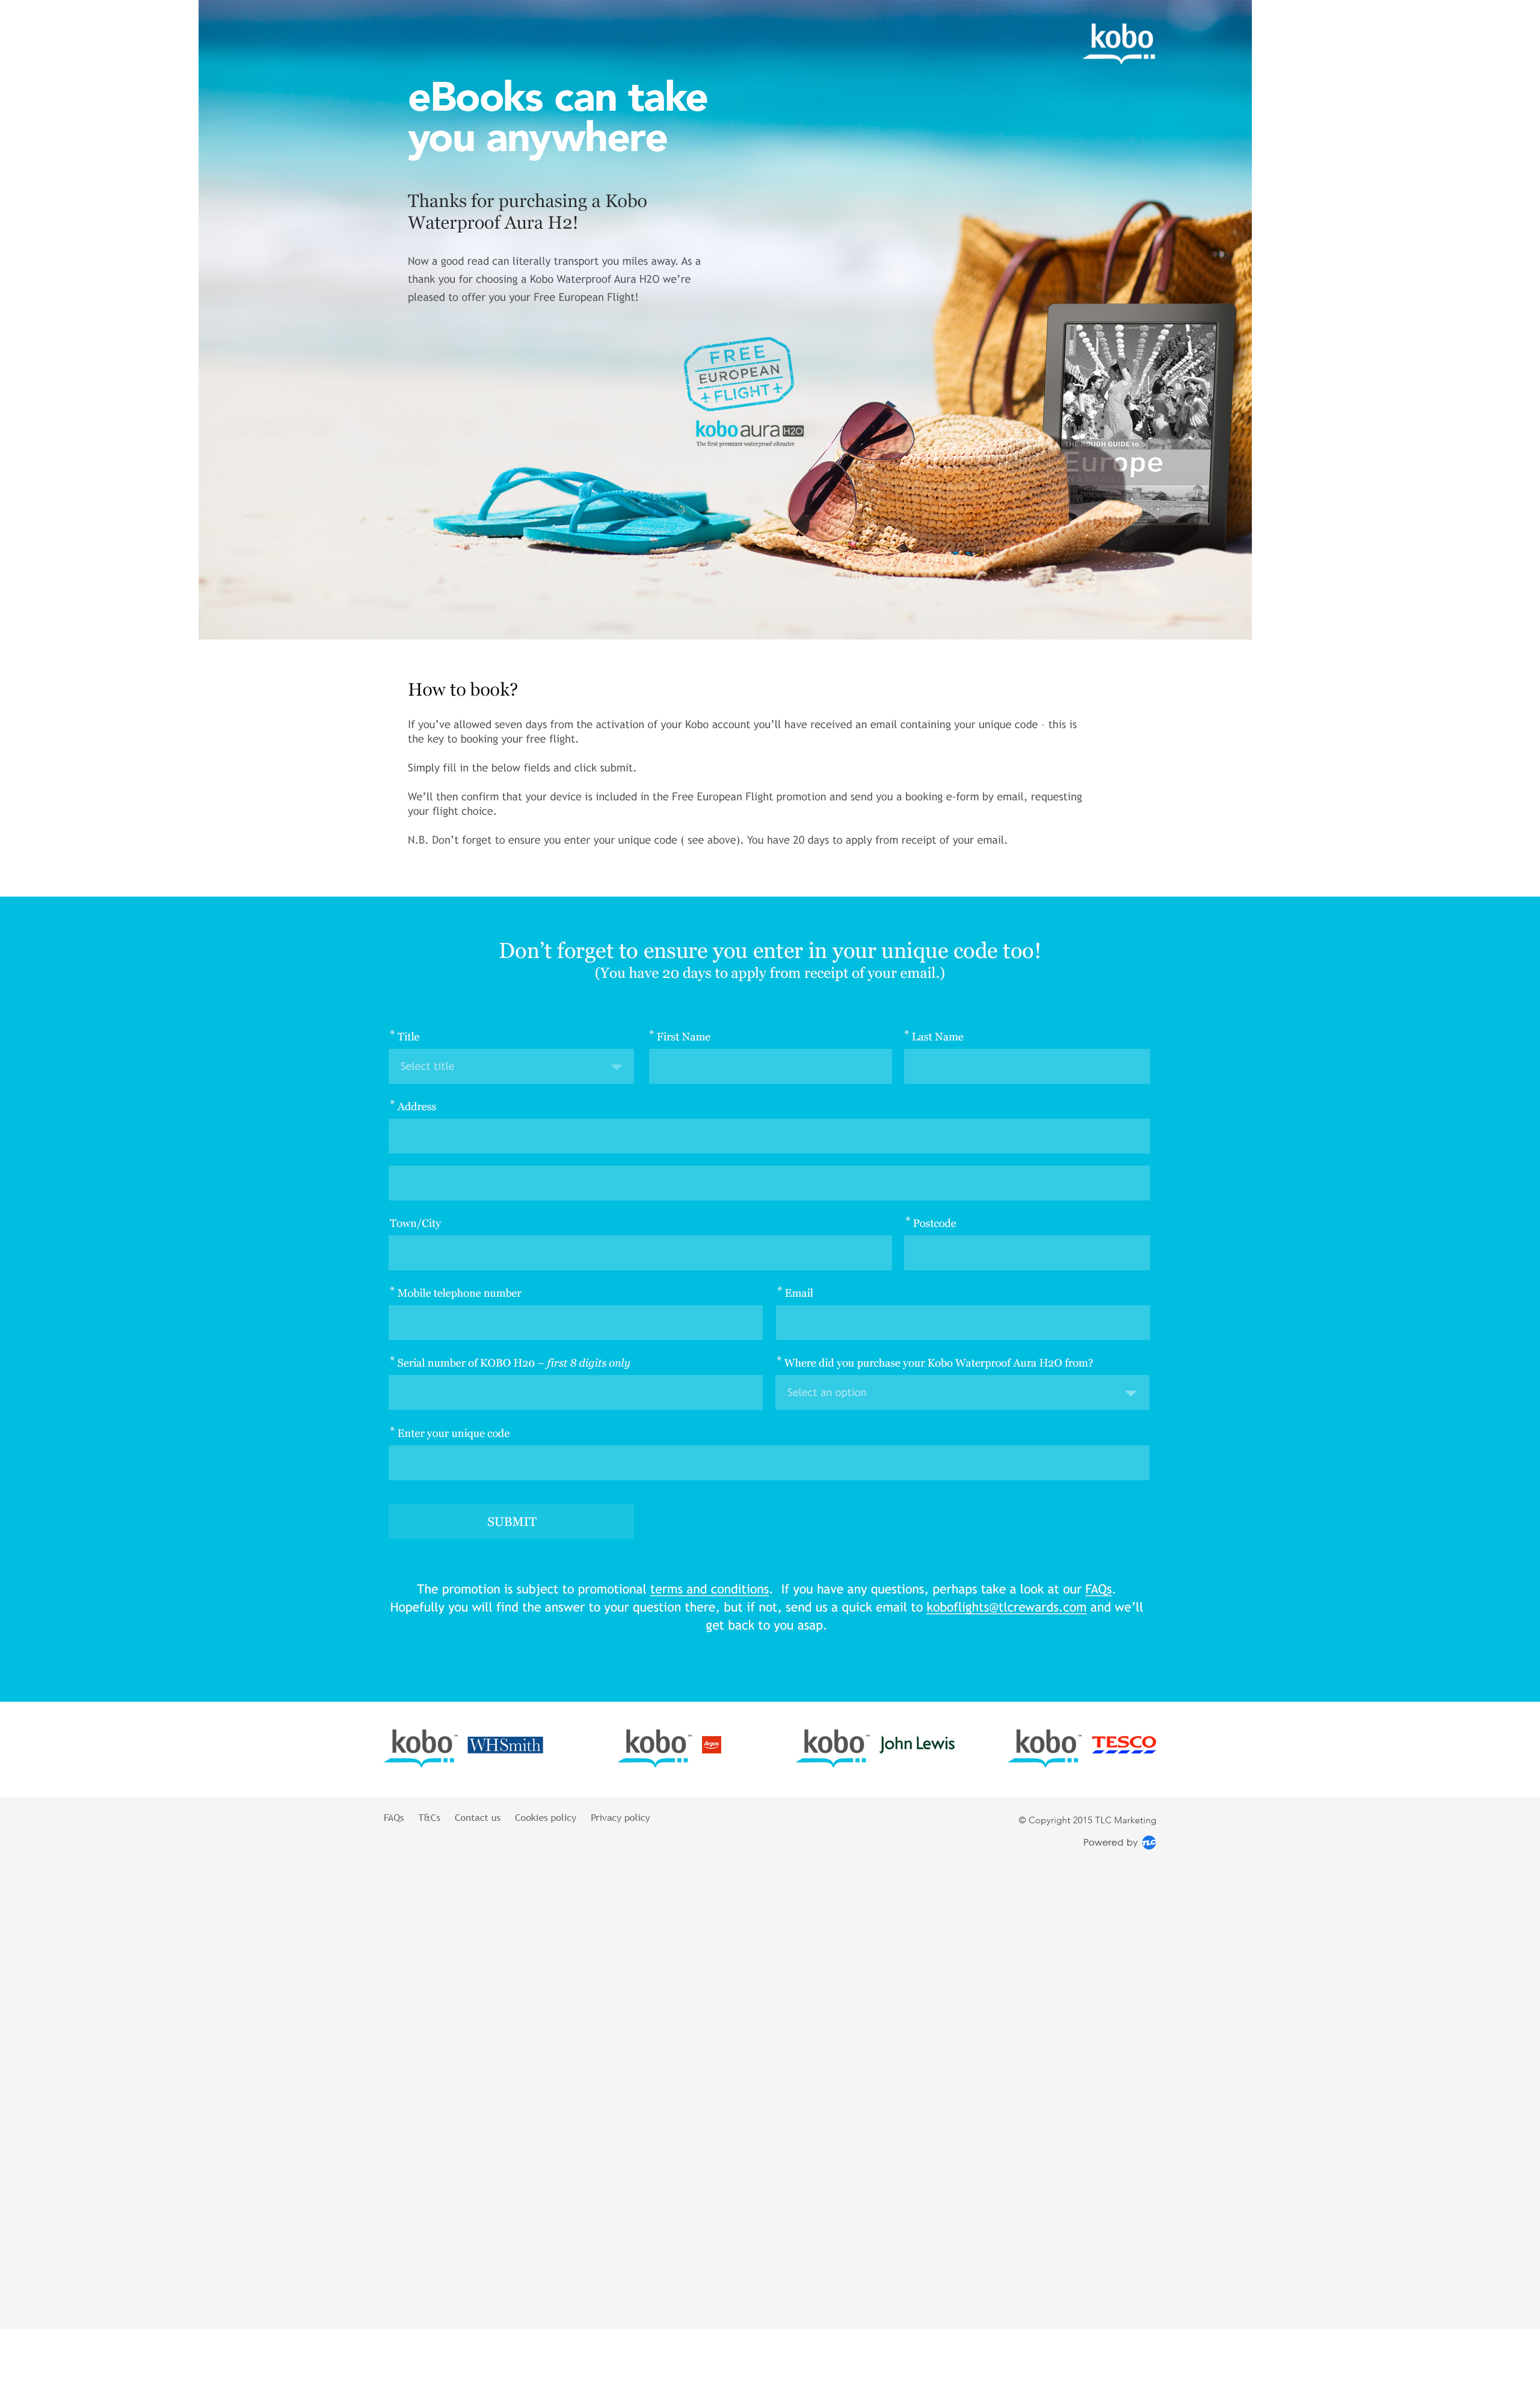 kobo
eBooks can take
you anywhere
Thanks for purchasing a Kobo
Waterproof Aura H2!
Now a good read can literally transport you miles away. As a
thank you for choosing a Kobo Waterproof Aura H2O we’re
pleased to offer you your Free European Flight!
FREE
EUROPEAN
FLIGHT
kobo aura H2O
The first premium waterproof eReader
THE ROUGH GUIDE to
Europe
ON A BUDGET
How to book?
If you’ve allowed seven days from the activation of your Kobo account you’ll have received an email containing your unique code - this is
the key to booking your free flight.
Simply fill in the below fields and click submit.
We’ll then confirm that your device is included in the Free European Flight promotion and send you a booking e-form by email, requesting
your flight choice.
N.B. Don’t forget to ensure you enter your unique code ( see above). You have 20 days to apply from receipt of your email.
Don’t forget to ensure you enter in your unique code too!
(You have 20 days to apply from receipt of your email.)
* Title * First Name * Last Name
Select title
* Address
Town/City * Postcode
* Mobile telephone number * Email
* Serial number of KOBO H20 – first 8 digits only * Where did you purchase your Kobo Waterproof Aura H2O from?
Select an option
* Enter your unique code
SUBMIT
The promotion is subject to promotional terms and conditions. If you have any questions, perhaps take a look at our FAQs.
Hopefully you will find the answer to your question there, but if not, send us a quick email to koboflights@tlcrewards.com and we’ll
get back to you asap.
kobo™ WHSmith kobo™ Argos kobo™ John Lewis kobo™ TESCO
FAQs T&Cs Contact us Cookies policy Privacy policy © Copyright 2015 TLC Marketing
Powered by TLC